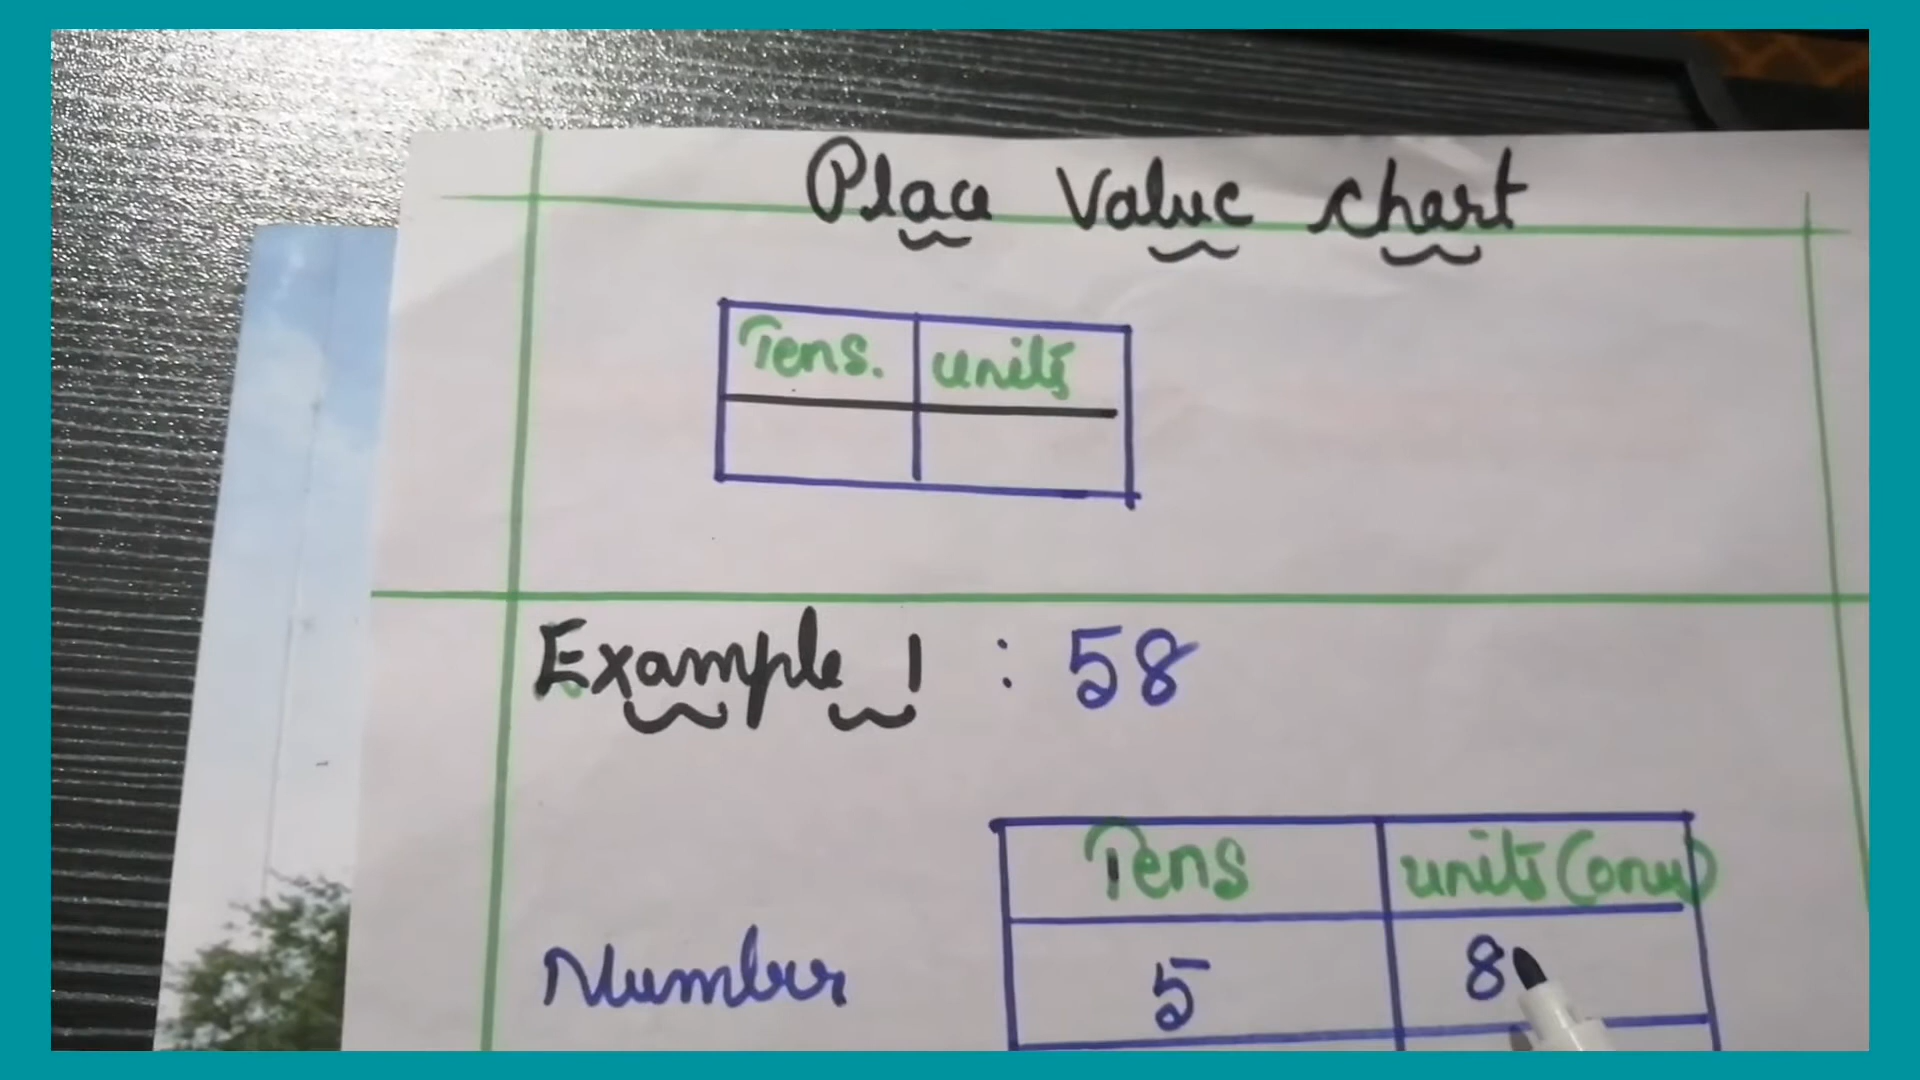 Place Value chart
Tens. units
Example 1 : 58
Tens units (ones)
Number 5 8